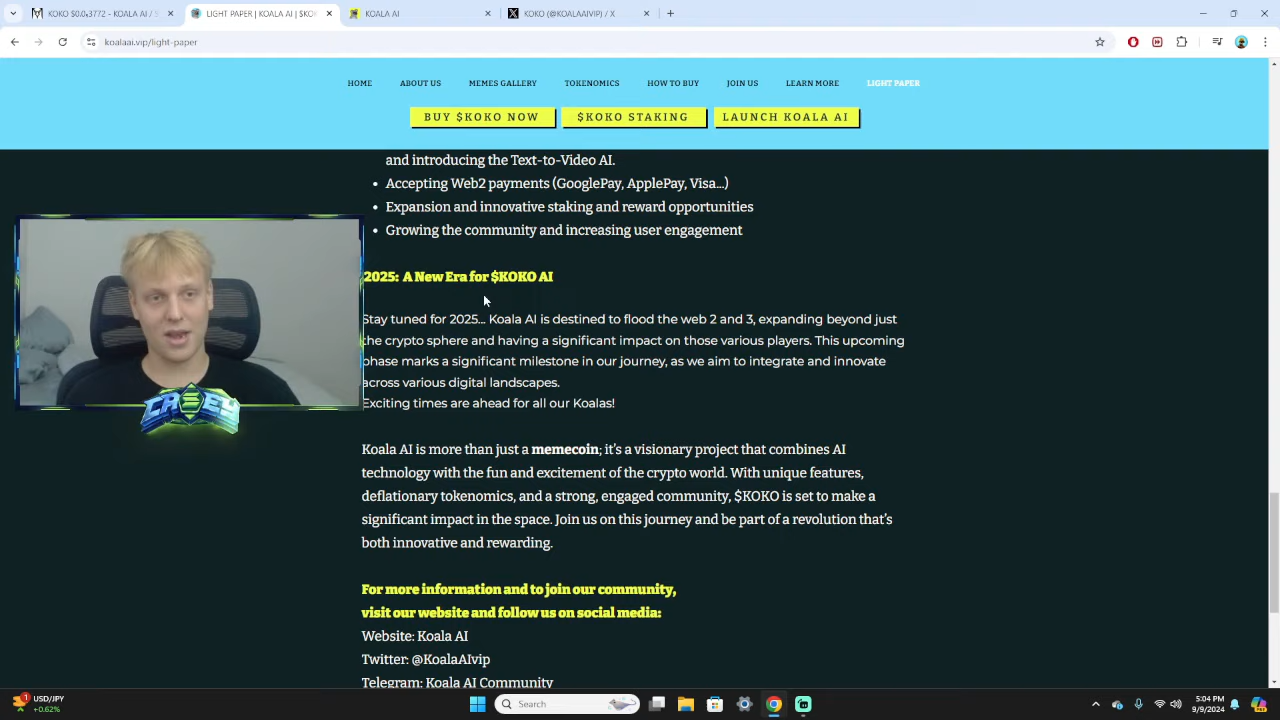 KOKO $0.0₄3772 - KOALA AI / S
LIGHT PAPER | KOALA AI | $KO
Koala AI
KOKO (@KOALAIVIP) / X
koalaai.vip/light-paper
HOME
ABOUT US
MEMES GALLERY
TOKENOMICS
HOW TO BUY
JOIN US
LEARN MORE
LIGHT PAPER
BUY $KOKO NOW
$KOKO STAKING
LAUNCH KOALA AI
and introducing the Text-to-Video AI.
• Accepting Web2 payments (GooglePay, ApplePay, Visa...)
• Expansion and innovative staking and reward opportunities
• Growing the community and increasing user engagement
2025: A New Era for $KOKO AI
Stay tuned for 2025... Koala AI is destined to flood the web 2 and 3, expanding beyond just
the crypto sphere and having a significant impact on those various players. This upcoming
phase marks a significant milestone in our journey, as we aim to integrate and innovate
across various digital landscapes.
Exciting times are ahead for all our Koalas!
Koala AI is more than just a memecoin; it's a visionary project that combines AI
technology with the fun and excitement of the crypto world. With unique features,
deflationary tokenomics, and a strong, engaged community, $KOKO is set to make a
significant impact in the space. Join us on this journey and be part of a revolution that's
both innovative and rewarding.
For more information and to join our community,
visit our website and follow us on social media:
Website: Koala AI
Twitter: @KoalaAIvip
Telegram: Koala AI Community
1
USD/JPY
+0.62%
Search
5:04 PM
9/9/2024